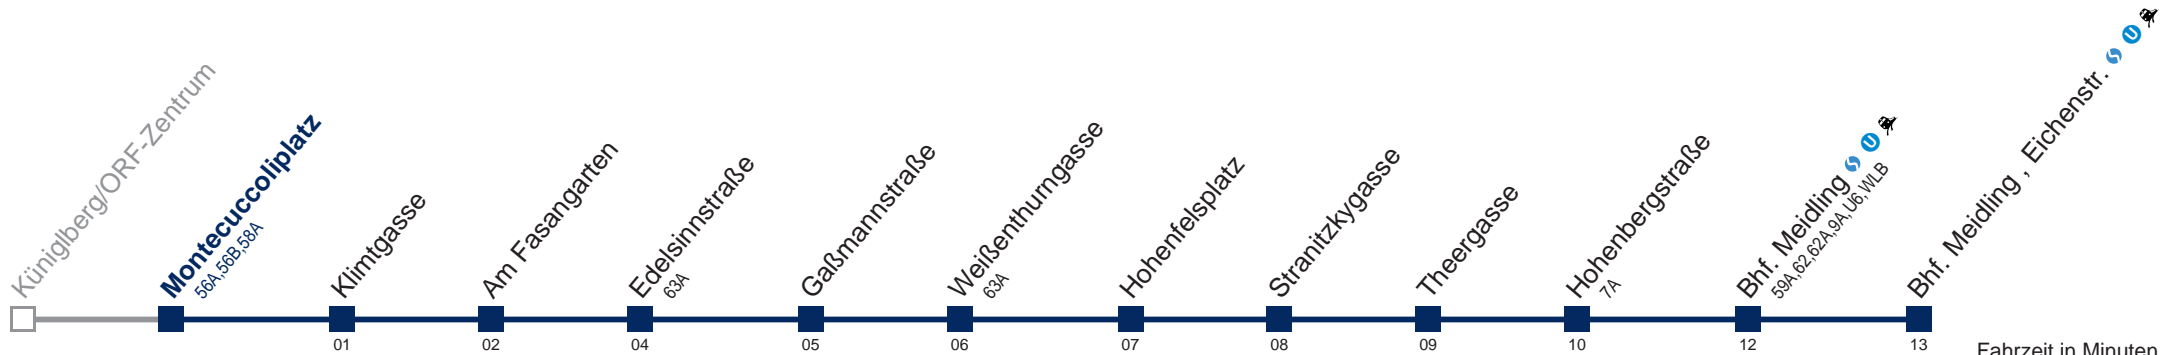 Küniglberg/ORF-Zentrum
Montecuccoliplatz
56A,56B,58A
Klimtgasse
Am Fasangarten
Edelsinnstraße
63A
Gaßmannstraße
Weißenthurngasse
63A
Hohenfelsplatz
Stranitzkygasse
Theergasse
Hohenbergstraße
7A
Bhf. Meidling S U
59A,62,62A,9A,U6,WLB
Bhf. Meidling , Eichenstr. S U
01 02 04 05 06 07 08 09 10 12 13
Fahrzeit in Minuten